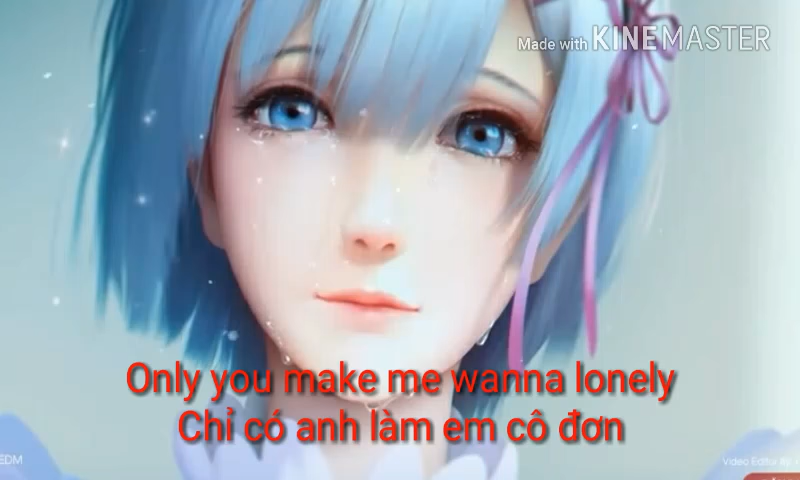 Made with KINEMASTER
Only you make me wanna lonely
Chỉ có anh làm em cô đơn
EDM
Video Editor By